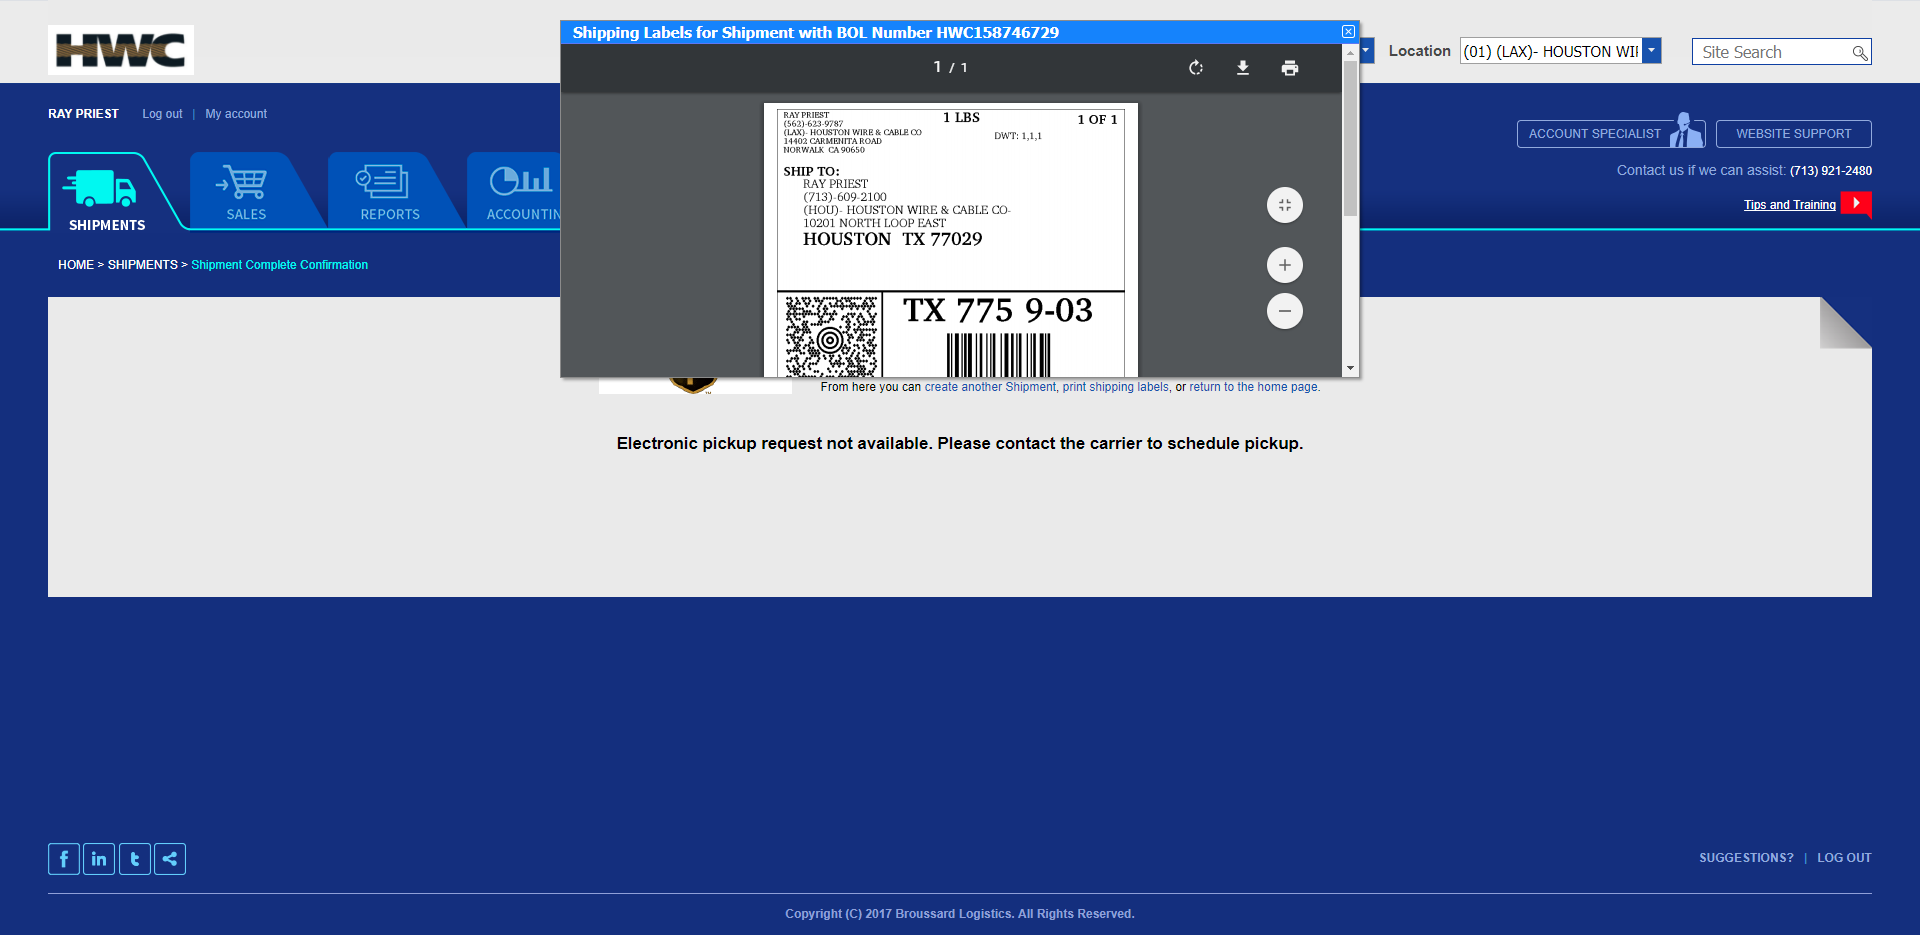 HWC
Shipping Labels for Shipment with BOL Number HWC158746729
Location
(01) (LAX)- HOUSTON WI
Site Search
1 / 1
RAY PRIEST
Log out | My account
ACCOUNT SPECIALIST
WEBSITE SUPPORT
Contact us if we can assist: (713) 921-2480
Tips and Training
SHIPMENTS
SALES
REPORTS
ACCOUNTIN
HOME > SHIPMENTS > Shipment Complete Confirmation
RAY PRIEST
(562)-623-9787
(LAX)- HOUSTON WIRE & CABLE CO
14402 CARMENITA ROAD
NORWALK CA 90650
1 LBS
1 OF 1
DWT: 1,1,1
SHIP TO:
RAY PRIEST
(713)-609-2100
(HOU)- HOUSTON WIRE & CABLE CO-
10201 NORTH LOOP EAST
HOUSTON TX 77029
TX 775 9-03
TM
From here you can create another Shipment, print shipping labels, or return to the home page.
Electronic pickup request not available. Please contact the carrier to schedule pickup.
SUGGESTIONS? | LOG OUT
Copyright (C) 2017 Broussard Logistics. All Rights Reserved.